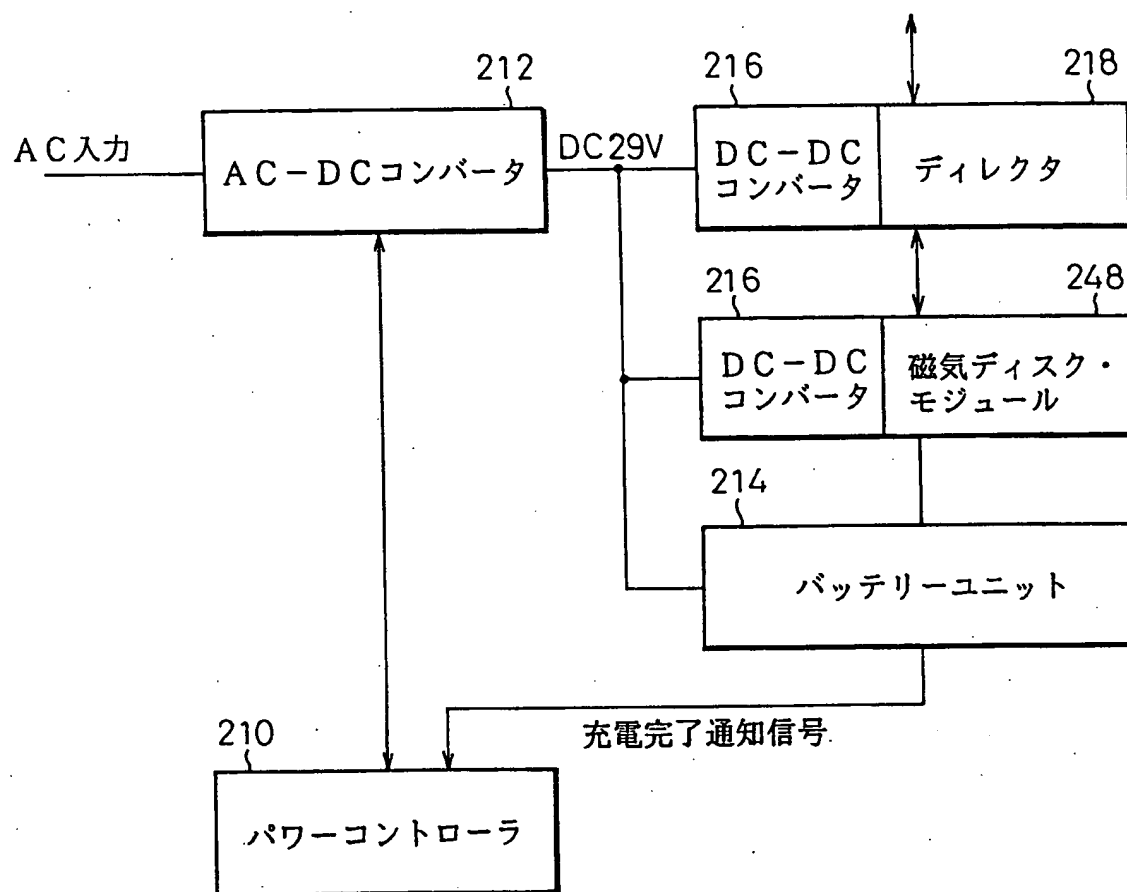 212
216
218
AC入力
AC-DCコンバータ
DC29V
DC-DC
コンバータ
ディレクタ
216
248
DC-DC
コンバータ
磁気ディスク・
モジュール
214
バッテリーユニット
充電完了通知信号
210
パワーコントローラ